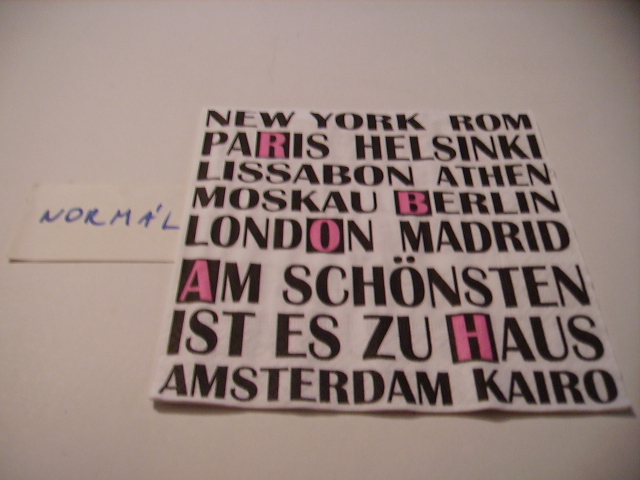 NEW YORK ROM
PARIS HELSINKI
LISSABON ATHEN
MOSKAU BERLIN
NORMÁL
LONDON MADRID
AM SCHÖNSTEN
IST ES ZU HAUS
AMSTERDAM KAIRO